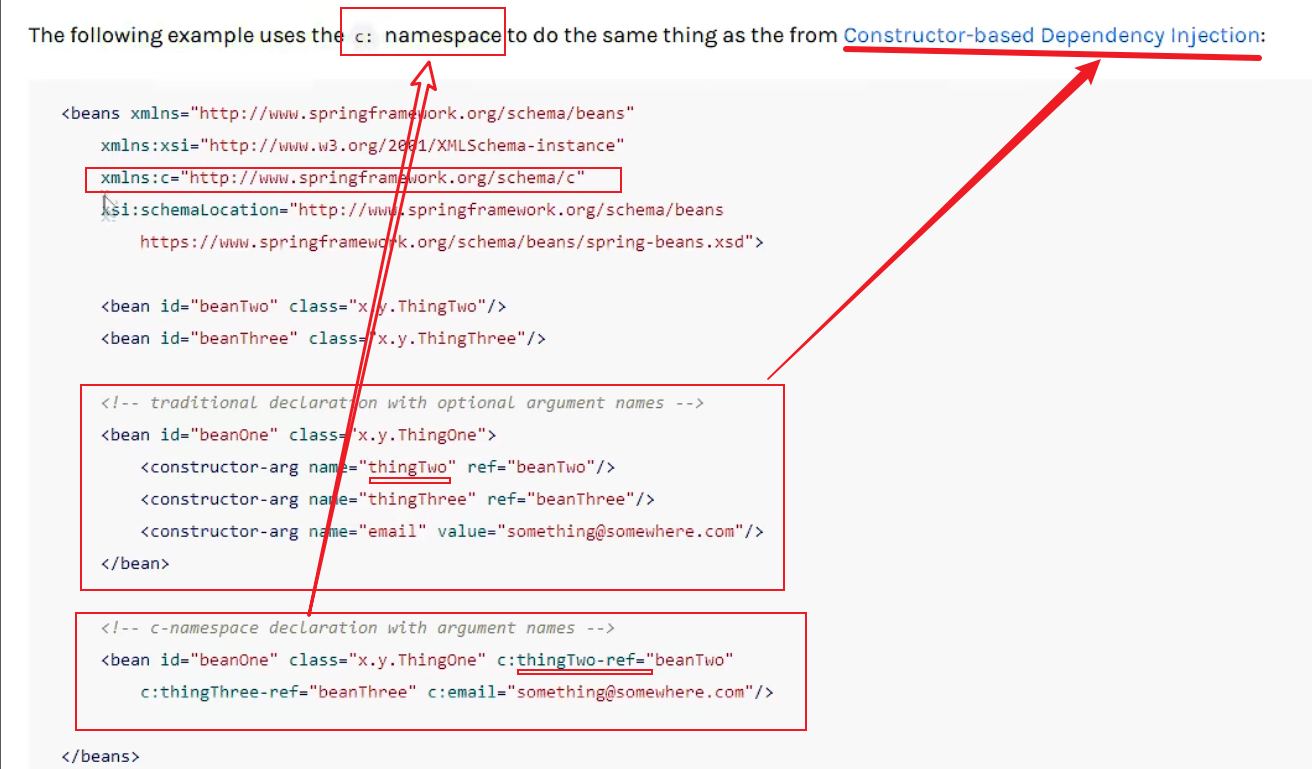 The following example uses the c: namespace to do the same thing as the from Constructor-based Dependency Injection:
<beans xmlns="http://www.springframework.org/schema/beans"
xmlns:xsi="http://www.w3.org/2001/XMLSchema-instance"
xmlns:c="http://www.springframework.org/schema/c"
xsi:schemaLocation="http://www.springframework.org/schema/beans
https://www.springframework.org/schema/beans/spring-beans.xsd">
<bean id="beanTwo" class="x.y.ThingTwo"/>
<bean id="beanThree" class="x.y.ThingThree"/>
<!-- traditional declaration with optional argument names -->
<bean id="beanOne" class="x.y.ThingOne">
<constructor-arg name="thingTwo" ref="beanTwo"/>
<constructor-arg name="thingThree" ref="beanThree"/>
<constructor-arg name="email" value="something@somewhere.com"/>
</bean>
<!-- c-namespace declaration with argument names -->
<bean id="beanOne" class="x.y.ThingOne" c:thingTwo-ref="beanTwo"
c:thingThree-ref="beanThree" c:email="something@somewhere.com"/>
</beans>